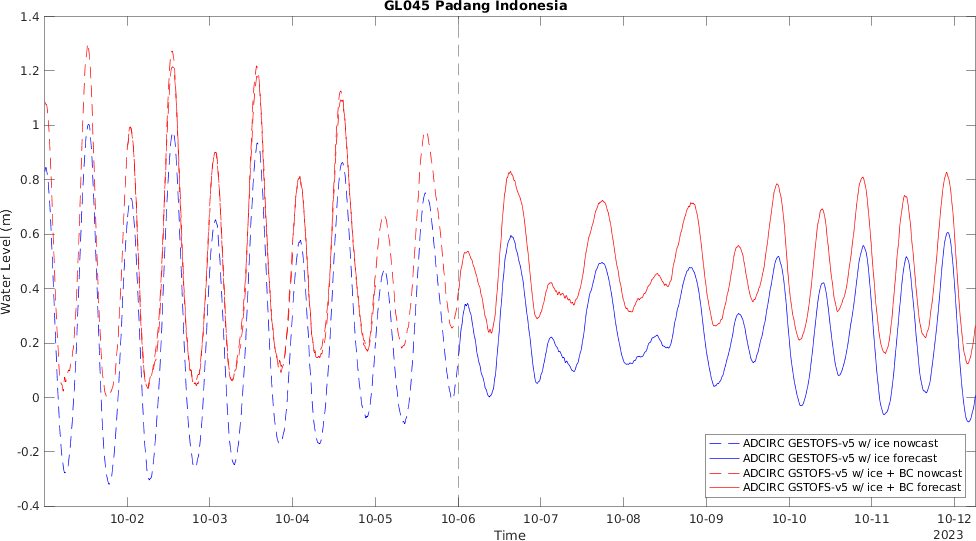 GL045 Padang Indonesia
1.4
1.2
1
0.8
0.6
0.4
0.2
0
-0.2
-0.4
Water Level (m)
10-02 10-03 10-04 10-05 10-06 10-07 10-08 10-09 10-10 10-11 10-12
Time
2023
ADCIRC GESTOFS-v5 w/ ice nowcast
ADCIRC GESTOFS-v5 w/ ice forecast
ADCIRC GSTOFS-v5 w/ ice + BC nowcast
ADCIRC GSTOFS-v5 w/ ice + BC forecast